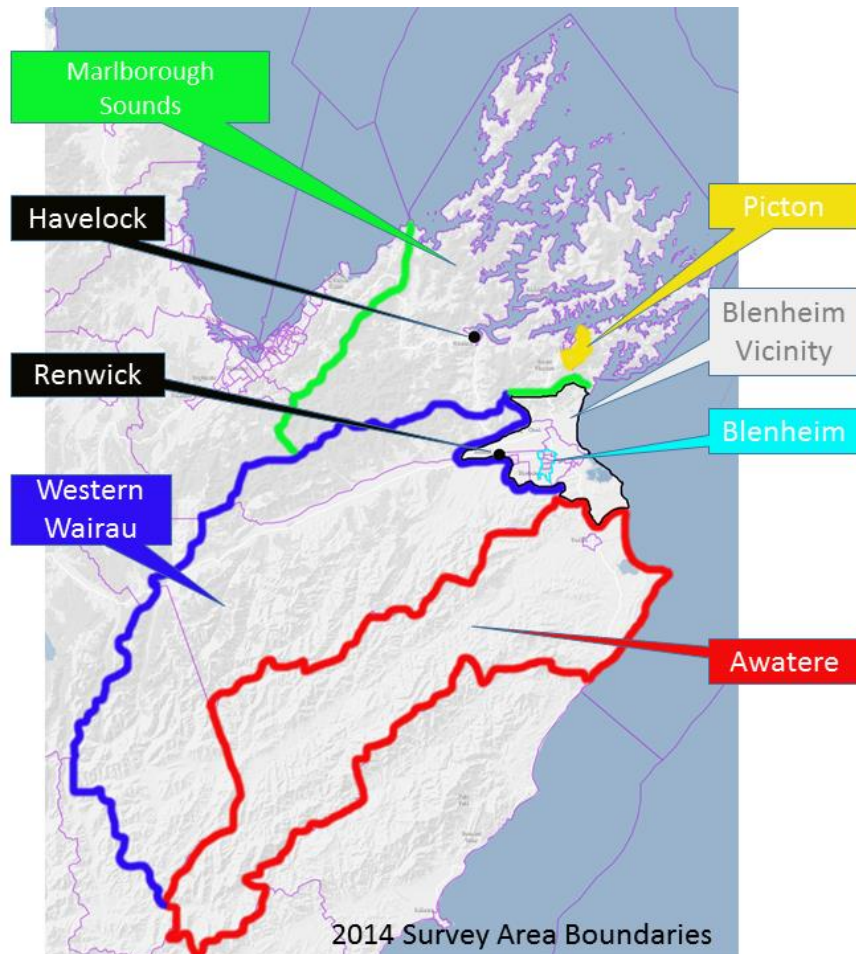 Marlborough
Sounds
Havelock
Picton
Blenheim
Vicinity
Renwick
Blenheim
Western
Wairau
Awatere
2014 Survey Area Boundaries